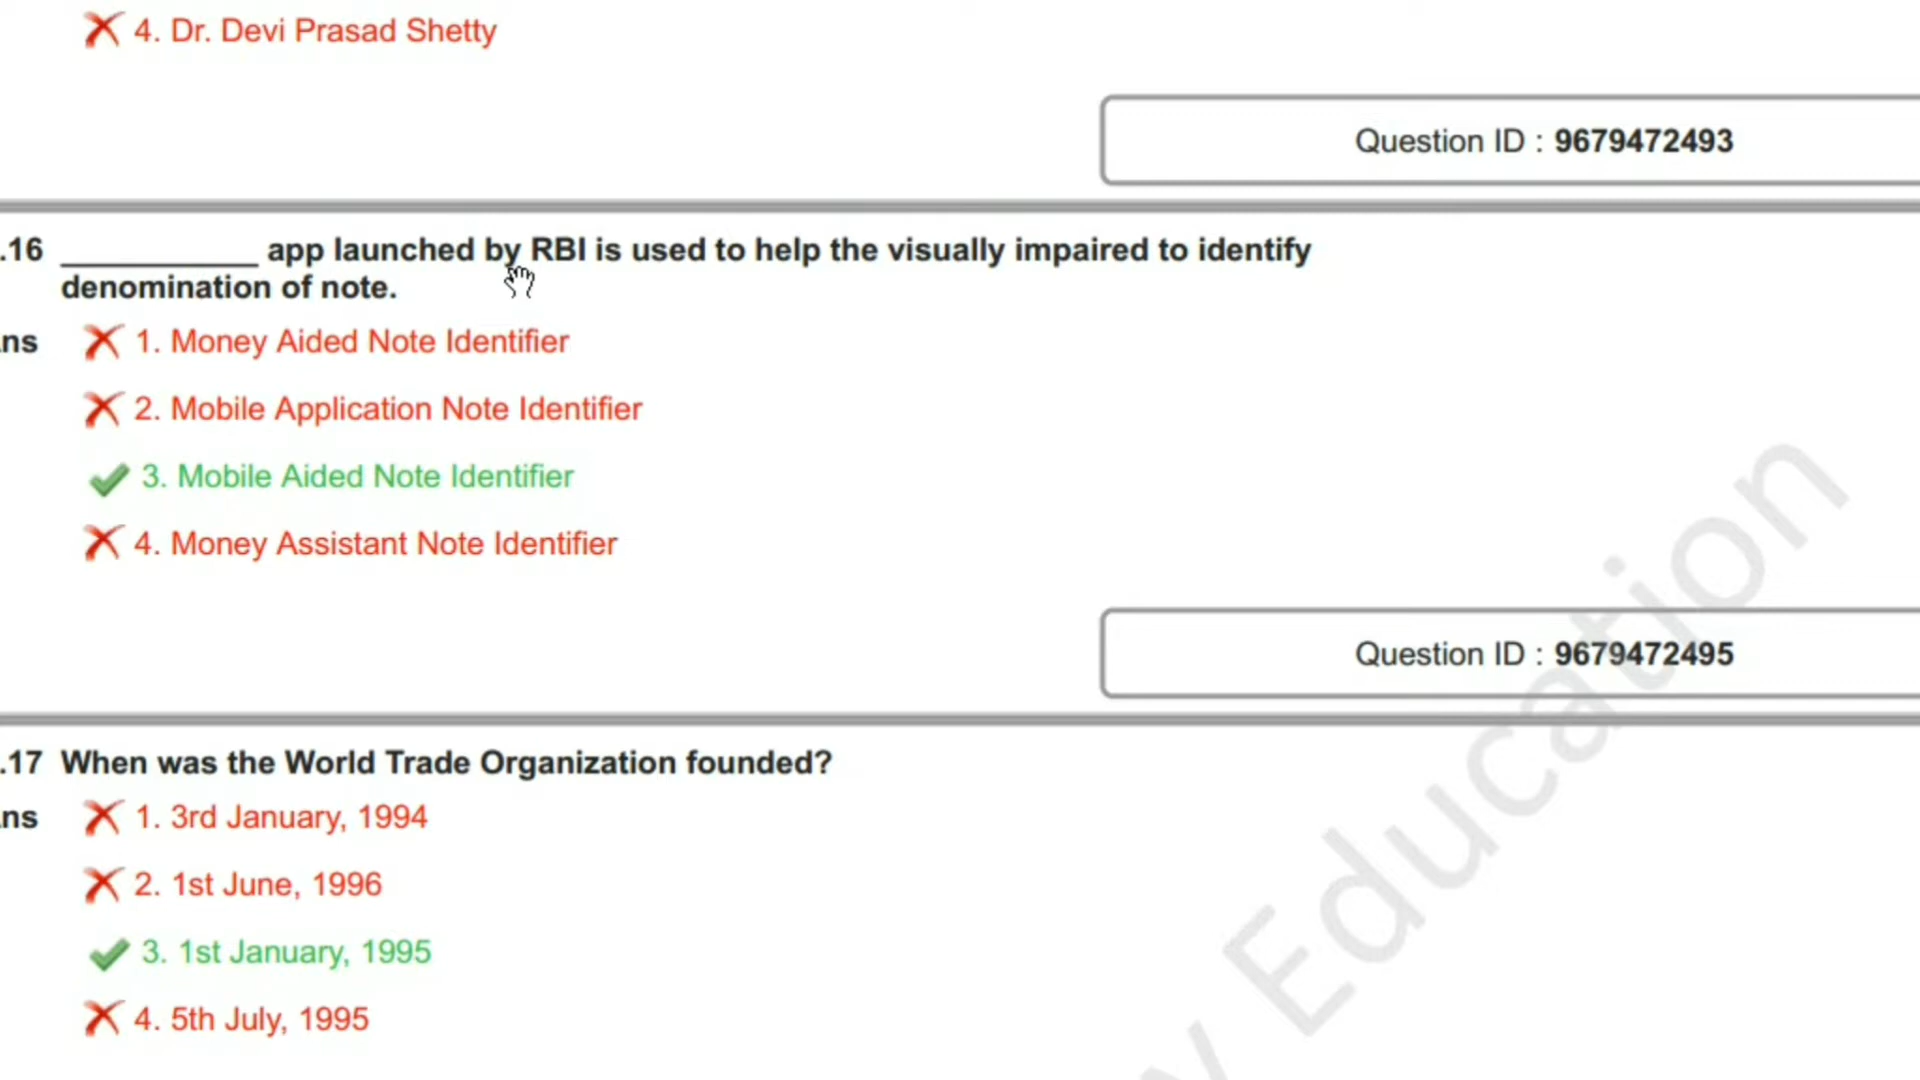 4. Dr. Devi Prasad Shetty
Question ID : 9679472493
.16 __________ app launched by RBI is used to help the visually impaired to identify
denomination of note.
ns 1. Money Aided Note Identifier
2. Mobile Application Note Identifier
3. Mobile Aided Note Identifier
4. Money Assistant Note Identifier
Question ID : 9679472495
.17 When was the World Trade Organization founded?
ns 1. 3rd January, 1994
2. 1st June, 1996
3. 1st January, 1995
4. 5th July, 1995
y Education